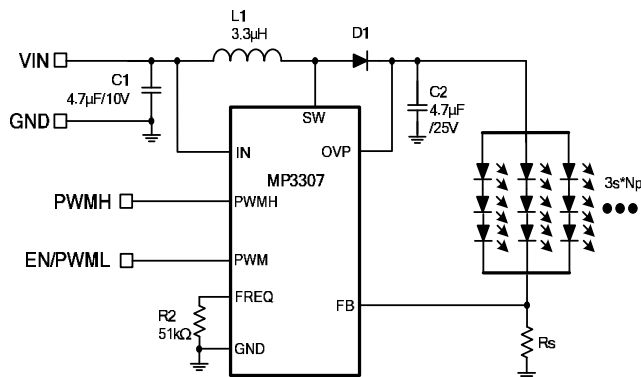 L1
3.3µH
D1
VIN
C1
4.7µF/10V
C2
4.7µF
/25V
GND
SW
IN
OVP
MP3307
3s*Np
PWMH
PWMH
EN/PWML
PWM
FREQ
R2
51kΩ
FB
GND
Rs